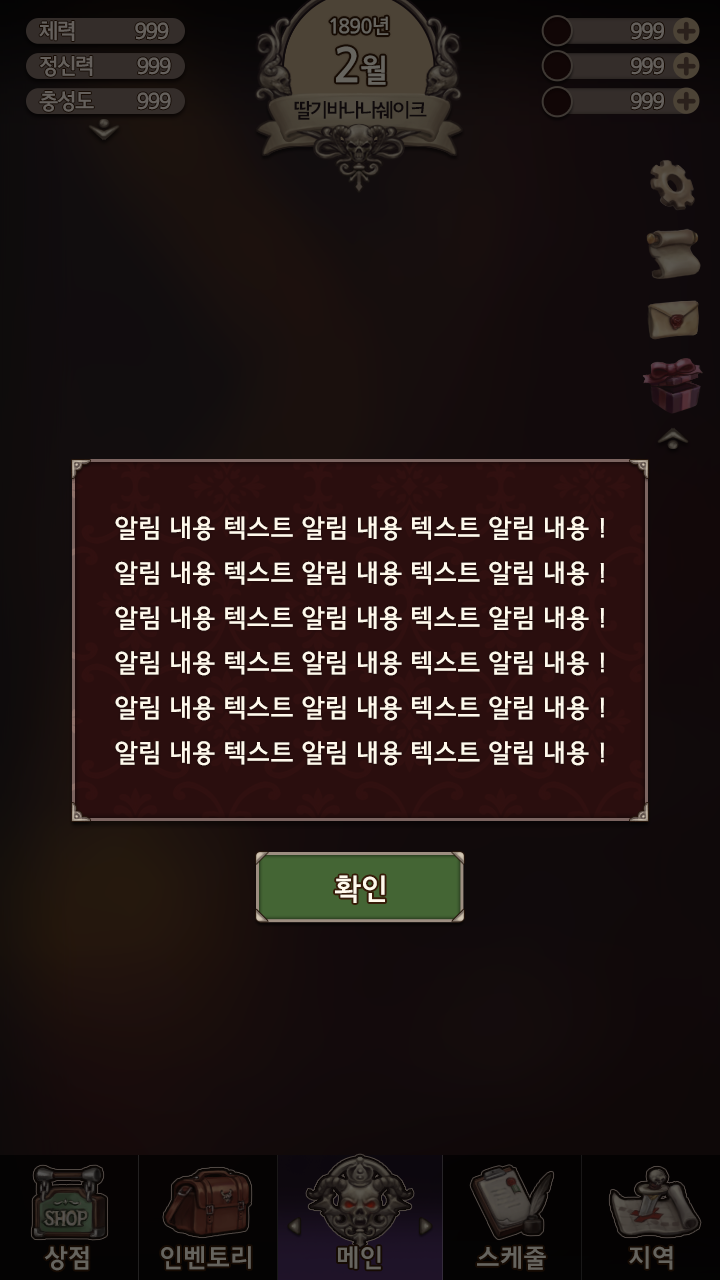 체력 999
정신력 999
충성도 999
1890년
2월
딸기바나나쉐이크
999
999
999
알림 내용 텍스트 알림 내용 텍스트 알림 내용 !
알림 내용 텍스트 알림 내용 텍스트 알림 내용 !
알림 내용 텍스트 알림 내용 텍스트 알림 내용 !
알림 내용 텍스트 알림 내용 텍스트 알림 내용 !
알림 내용 텍스트 알림 내용 텍스트 알림 내용 !
알림 내용 텍스트 알림 내용 텍스트 알림 내용 !
확인
SHOP
상점
인벤토리
메인
스케줄
지역